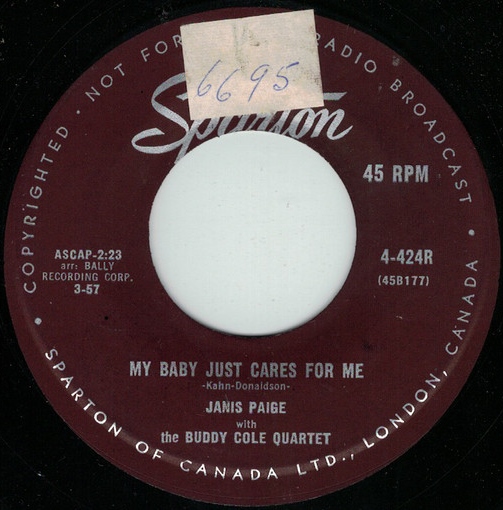 COPYRIGHTED • NOT FOR RADIO BROADCAST •
6695
Sparton
45 RPM
ASCAP-2:23
arr: BALLY
RECORDING CORP.
3-57
4-424R
(45B177)
MY BABY JUST CARES FOR ME
-Kahn-Donaldson-
JANIS PAIGE
with
the BUDDY COLE QUARTET
• SPARTON OF CANADA LTD., LONDON, CANADA